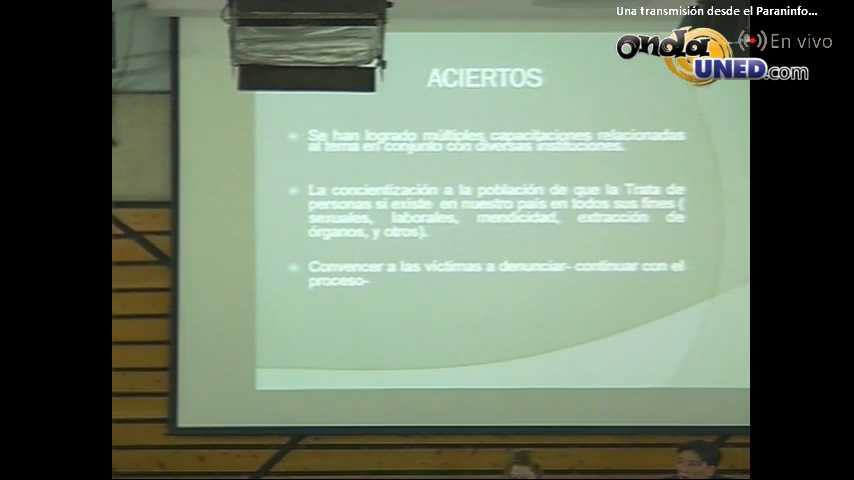 Una transmisión desde el Paraninfo...
onda
UNED.com
En vivo
ACIERTOS
Se han logrado múltiples capacitaciones relacionadas
al tema en conjunto con diversas instituciones.
La concientización a la población de que la Trata de
personas si existe en nuestro país en todos sus fines (
sexuales, laborales, mendicidad, extracción de
órganos, y otros).
Convencer a las víctimas a denunciar- continuar con el
proceso-